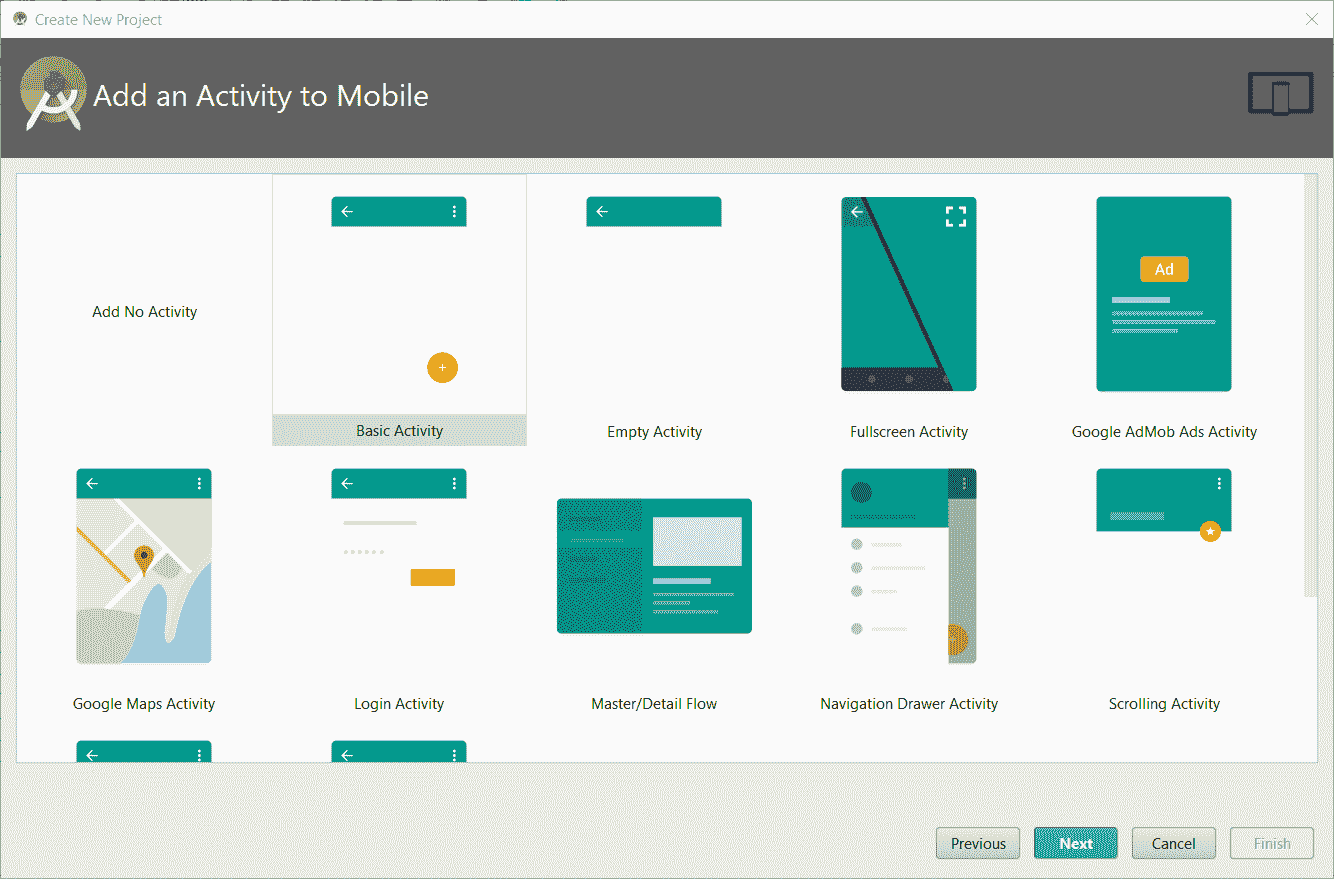 Create New Project
Add an Activity to Mobile
Add No Activity
Basic Activity
Empty Activity
Fullscreen Activity
Ad
Google AdMob Ads Activity
Google Maps Activity
Login Activity
Master/Detail Flow
Navigation Drawer Activity
Scrolling Activity
Previous
Next
Cancel
Finish